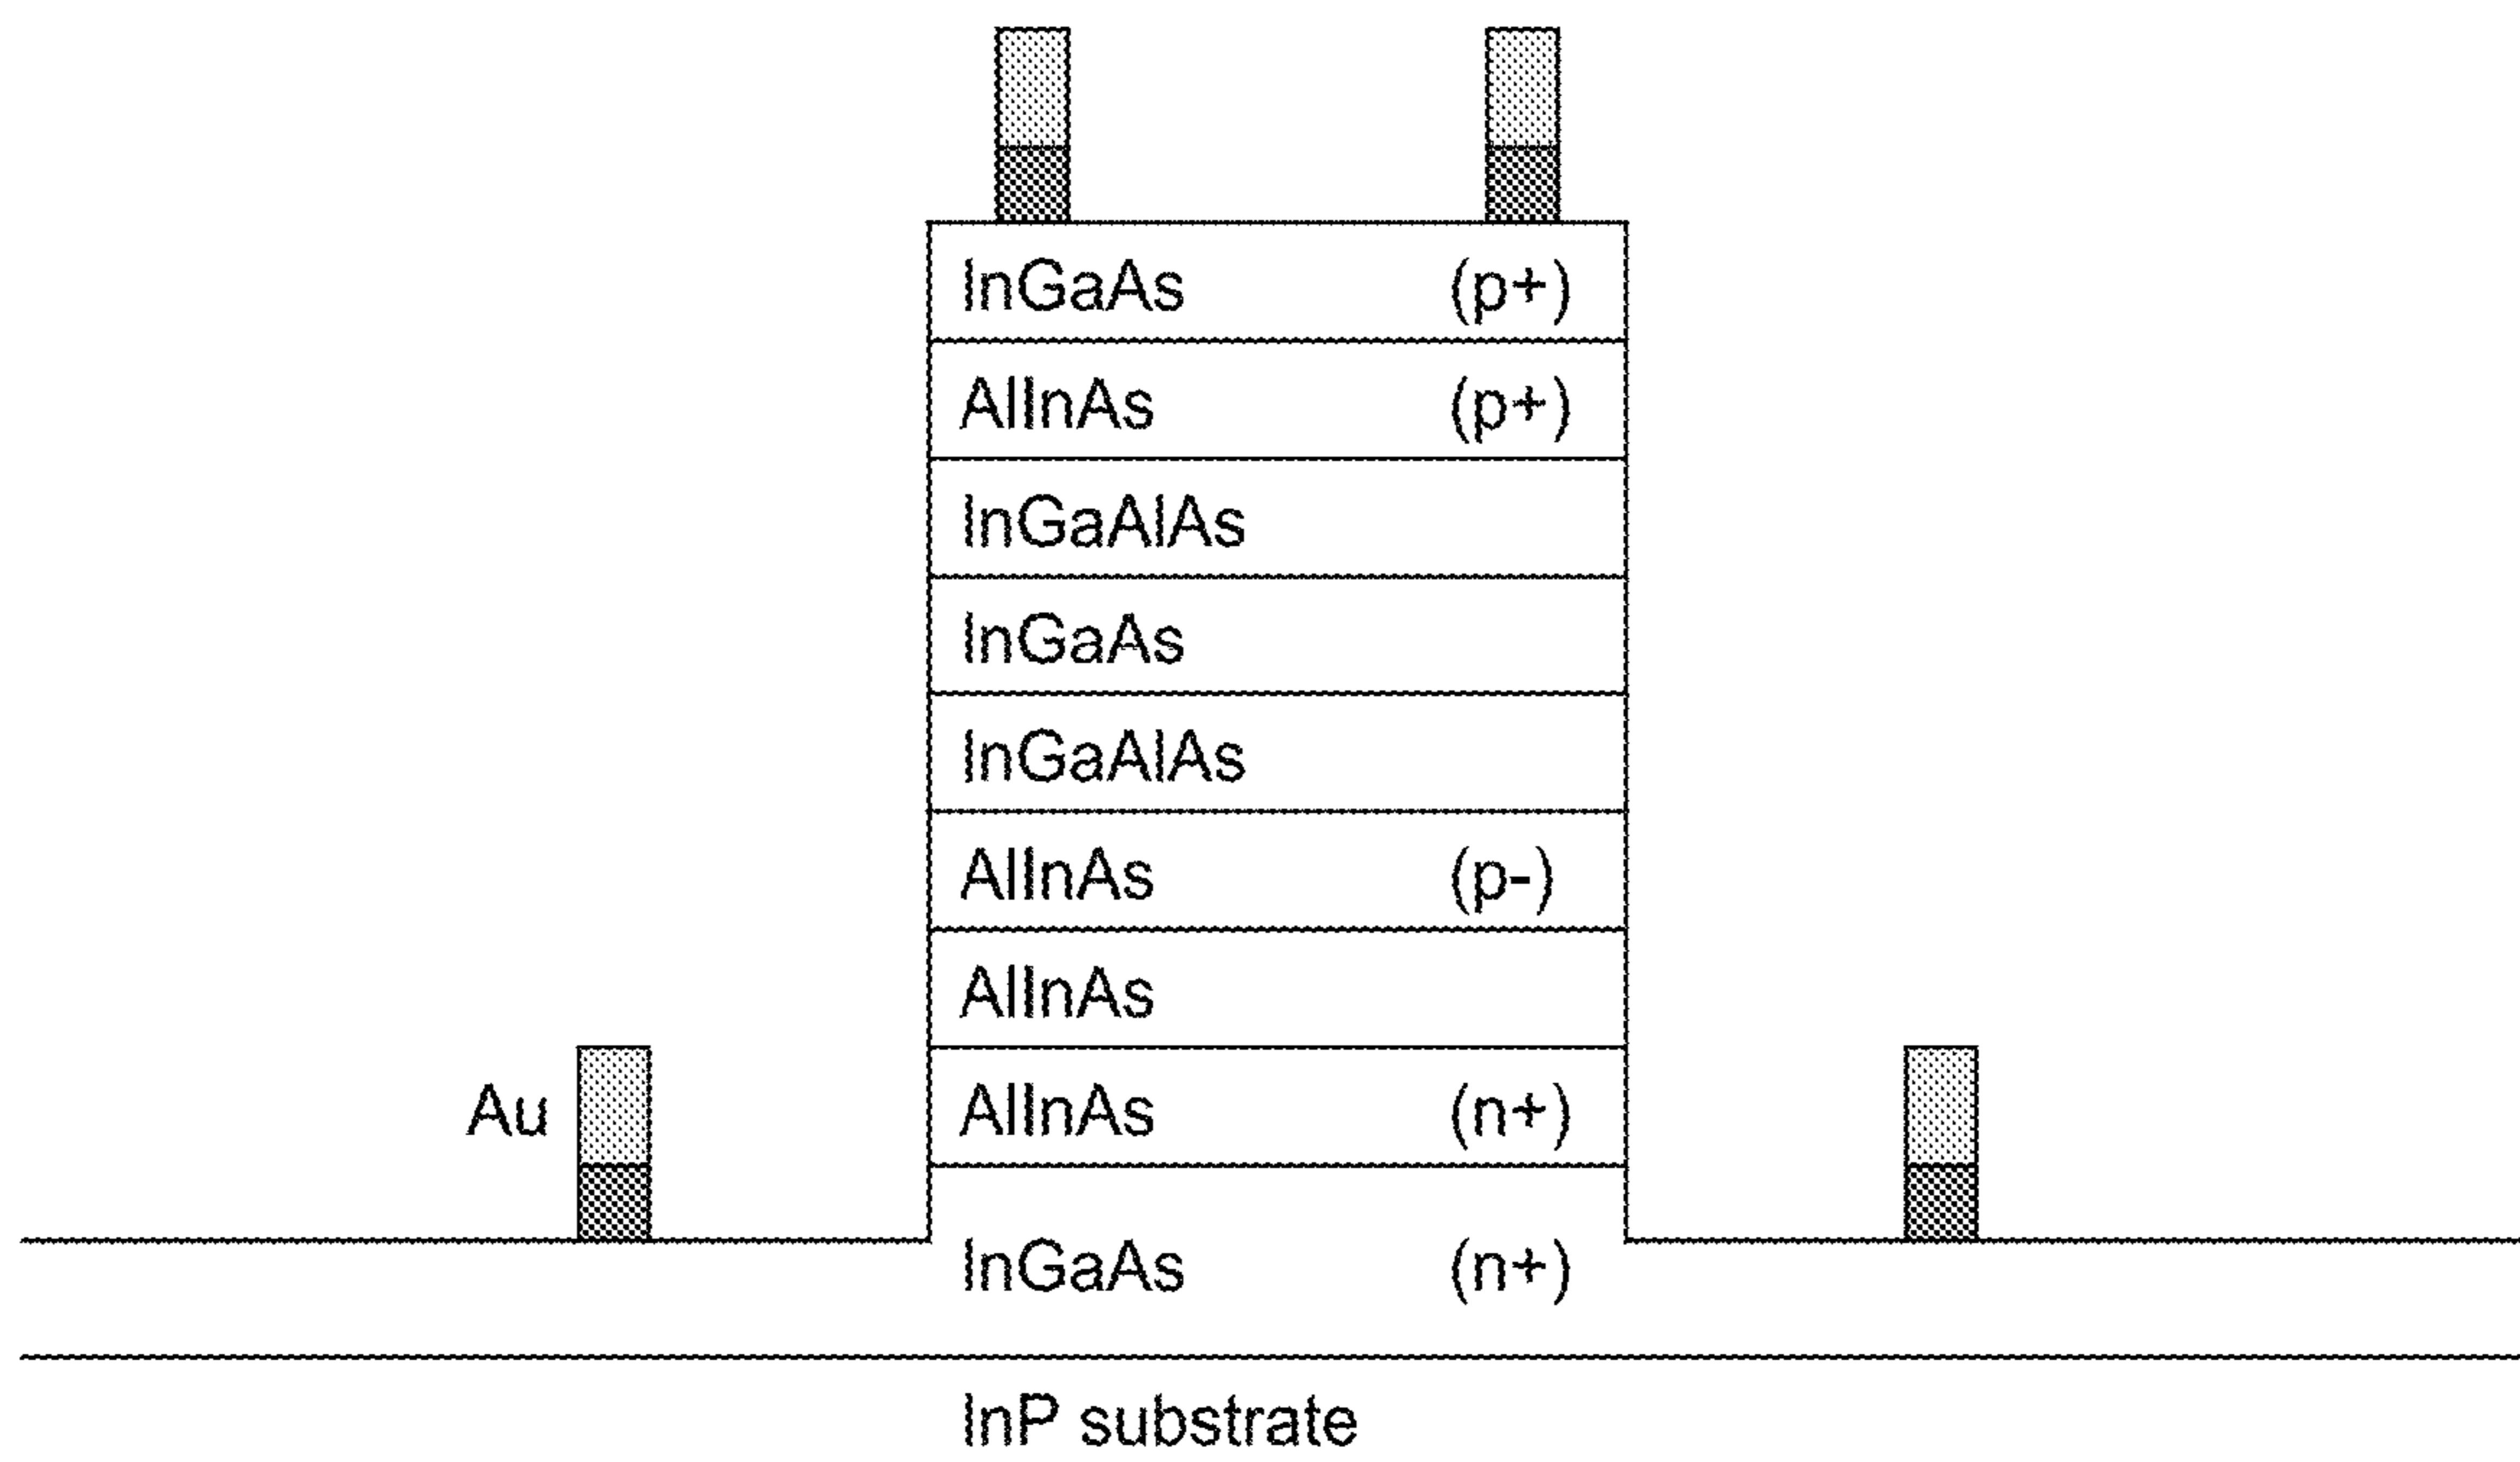 InGaAs (p+)
AlInAs (p+)
InGaAlAs
InGaAs
InGaAlAs
AlInAs (p-)
AlInAs
Au
AlInAs (n+)
InGaAs (n+)
InP substrate